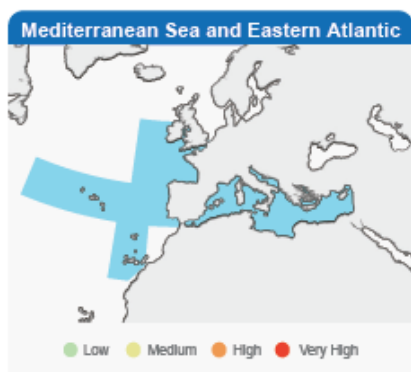 Mediterranean Sea and Eastern Atlantic
Low Medium High Very High